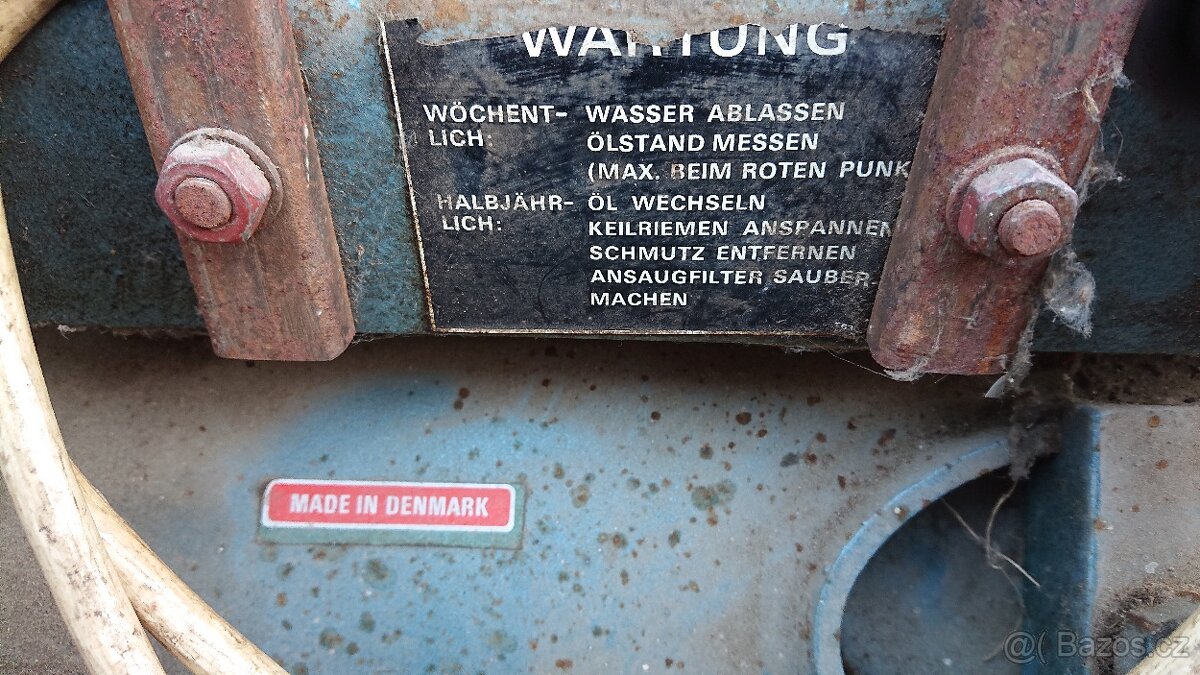 WARTUNG
WÖCHENT- WASSER ABLASSEN
LICH: ÖLSTAND MESSEN
(MAX. BEIM ROTEN PUNK
HALBJÄHR- ÖL WECHSELN
LICH: KEILRIEMEN ANSPANNEN
SCHMUTZ ENTFERNEN
ANSAUGFILTER SAUBER
MACHEN
MADE IN DENMARK
@( Bazos.cz